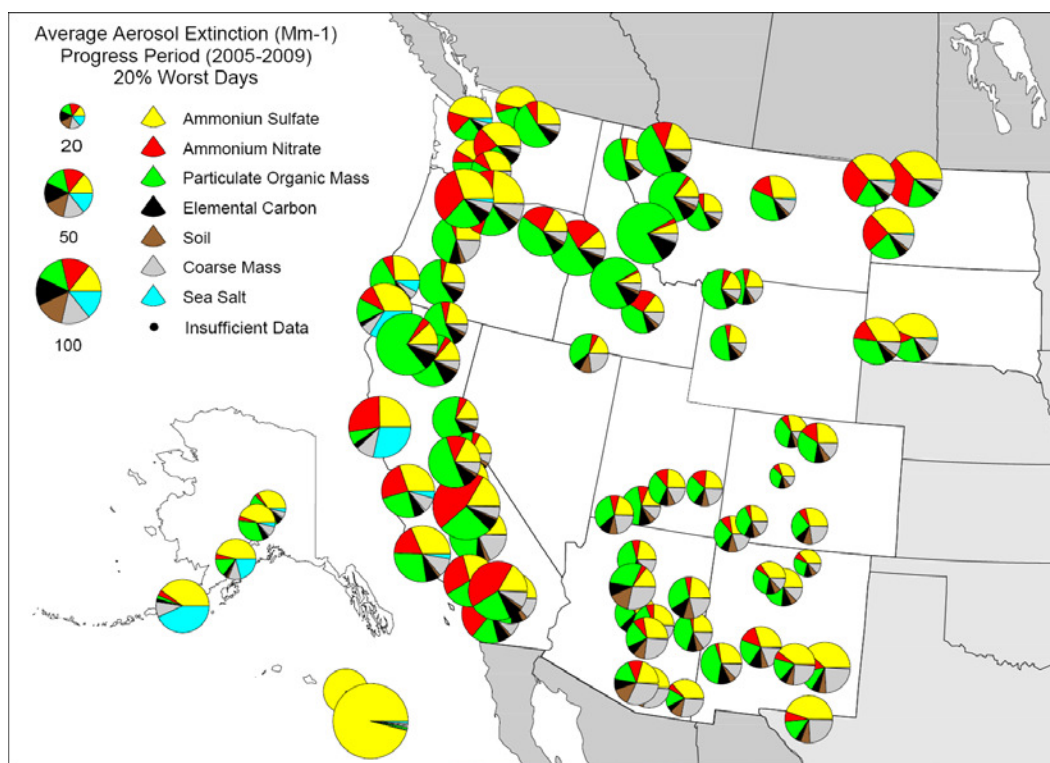 Average Aerosol Extinction (Mm-1)
Progress Period (2005-2009)
20% Worst Days
20
50
100
Ammoniun Sulfate
Ammonium Nitrate
Particulate Organic Mass
Elemental Carbon
Soil
Coarse Mass
Sea Salt
Insufficient Data